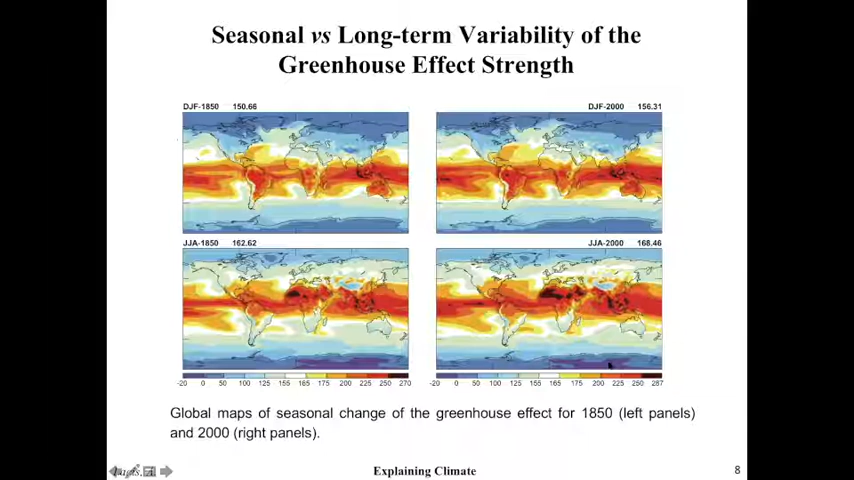 Seasonal vs Long-term Variability of the
Greenhouse Effect Strength
DJF-1850 150.66
DJF-2000 156.31
JJA-1850 162.62
JJA-2000 168.46
-20 0 50 100 125 155 165 175 200 225 250 270
-20 0 50 100 125 155 165 175 200 225 250 287
Global maps of seasonal change of the greenhouse effect for 1850 (left panels)
and 2000 (right panels).
Explaining Climate
8